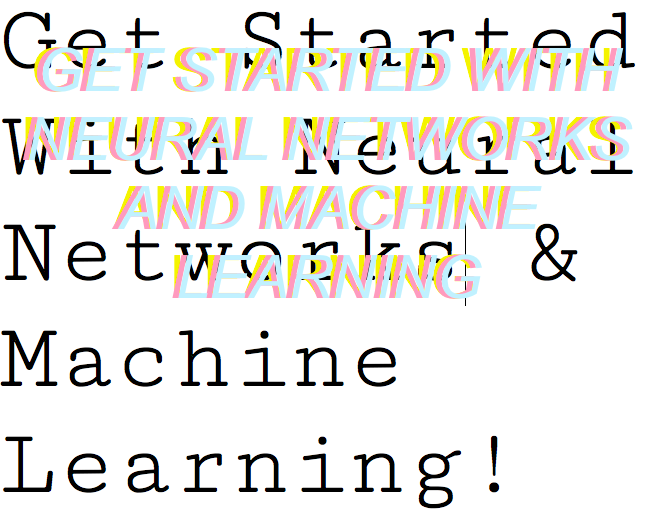 Get Started
With Neural
Networks &
Machine
Learning!
GET STARTED WITH
NEURAL NETWORKS
AND MACHINE
LEARNING